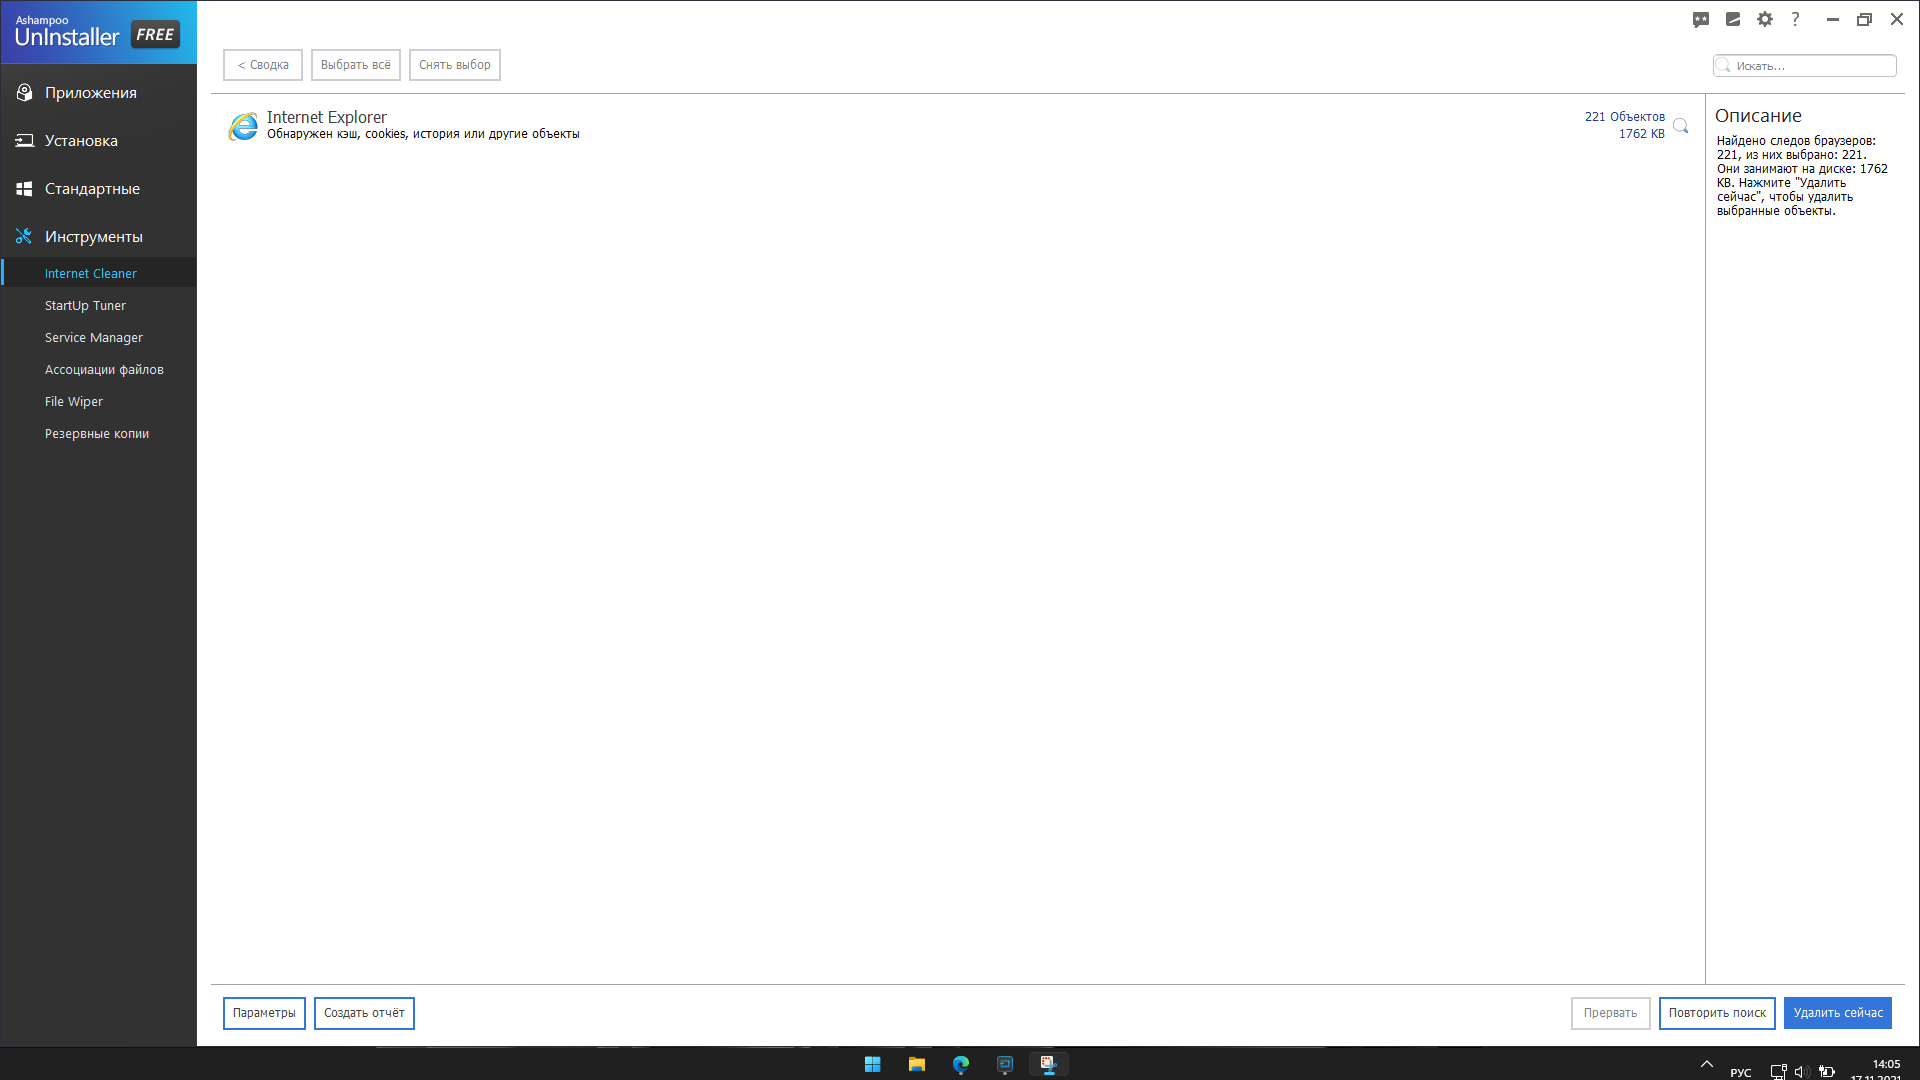 Ashampoo
UnInstaller FREE
Приложения
Установка
Стандартные
Инструменты
Internet Cleaner
StartUp Tuner
Service Manager
Ассоциации файлов
File Wiper
Резервные копии
< Сводка
Выбрать всё
Снять выбор
Искать...
Internet Explorer
Обнаружен кэш, cookies, история или другие объекты
221 Объектов
1762 KB
Описание
Найдено следов браузеров:
221, из них выбрано: 221.
Они занимают на диске: 1762
KB. Нажмите "Удалить
сейчас", чтобы удалить
выбранные объекты.
Параметры
Создать отчёт
Прервать
Повторить поиск
Удалить сейчас
РУС
14:05
17.11.2021